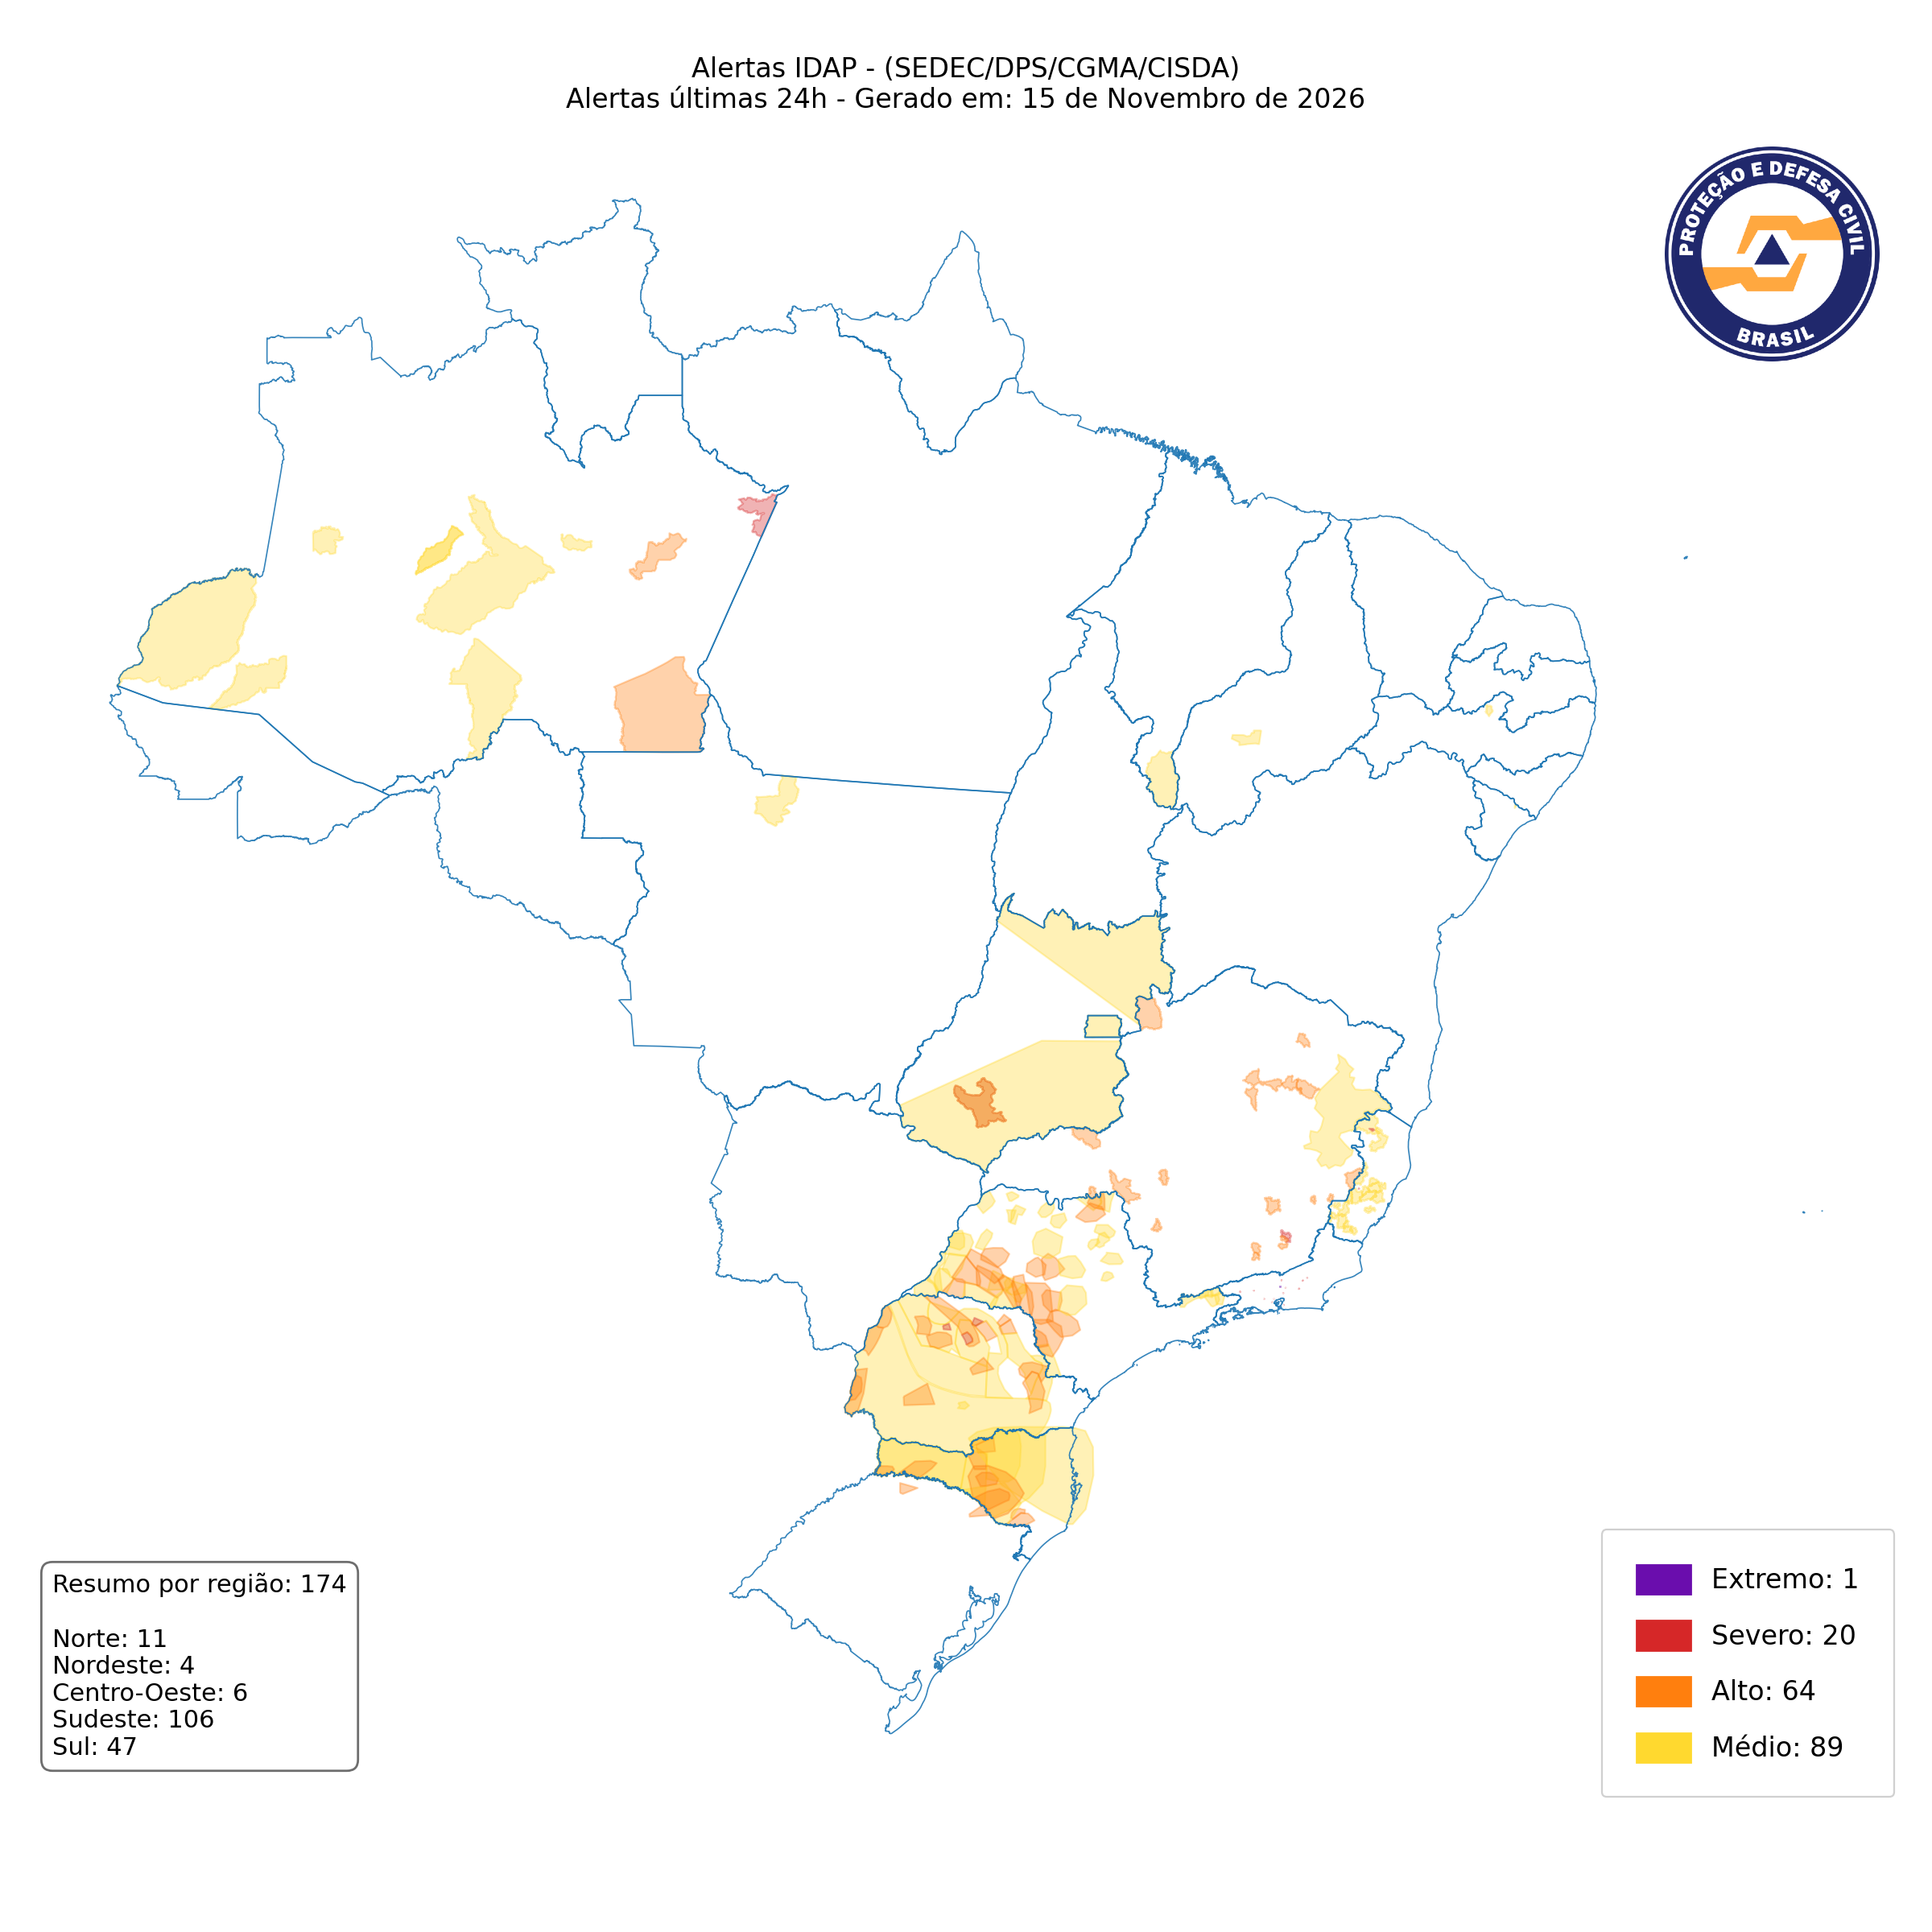 Alertas IDAP - (SEDEC/DPS/CGMA/CISDA)
Alertas últimas 24h - Gerado em: 15 de Novembro de 2026
PROTEÇÃO E DEFESA CIVIL
BRASIL
Resumo por região: 174
Norte: 11
Nordeste: 4
Centro-Oeste: 6
Sudeste: 106
Sul: 47
Extremo: 1
Severo: 20
Alto: 64
Médio: 89